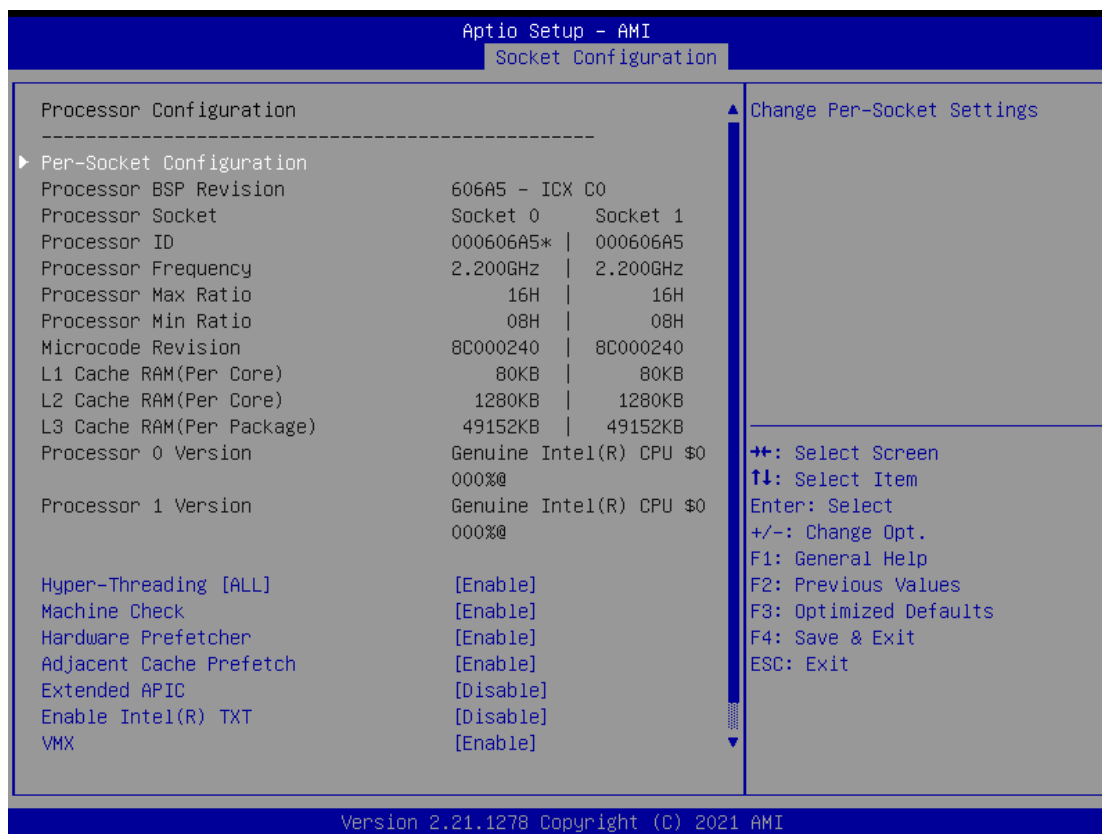 Aptio Setup - AMI
Socket Configuration
Processor Configuration
--------------------------------------------------
Per-Socket Configuration
Processor BSP Revision 606A5 - ICX C0
Processor Socket Socket 0 Socket 1
Processor ID 000606A5* | 000606A5
Processor Frequency 2.200GHz | 2.200GHz
Processor Max Ratio 16H | 16H
Processor Min Ratio 08H | 08H
Microcode Revision 8C000240 | 8C000240
L1 Cache RAM(Per Core) 80KB | 80KB
L2 Cache RAM(Per Core) 1280KB | 1280KB
L3 Cache RAM(Per Package) 49152KB | 49152KB
Processor 0 Version Genuine Intel(R) CPU $0
000%@
Processor 1 Version Genuine Intel(R) CPU $0
000%@
Hyper-Threading [ALL] [Enable]
Machine Check [Enable]
Hardware Prefetcher [Enable]
Adjacent Cache Prefetch [Enable]
Extended APIC [Disable]
Enable Intel(R) TXT [Disable]
VMX [Enable]
Change Per-Socket Settings
→←: Select Screen
↑↓: Select Item
Enter: Select
+/-: Change Opt.
F1: General Help
F2: Previous Values
F3: Optimized Defaults
F4: Save & Exit
ESC: Exit
Version 2.21.1278 Copyright (C) 2021 AMI